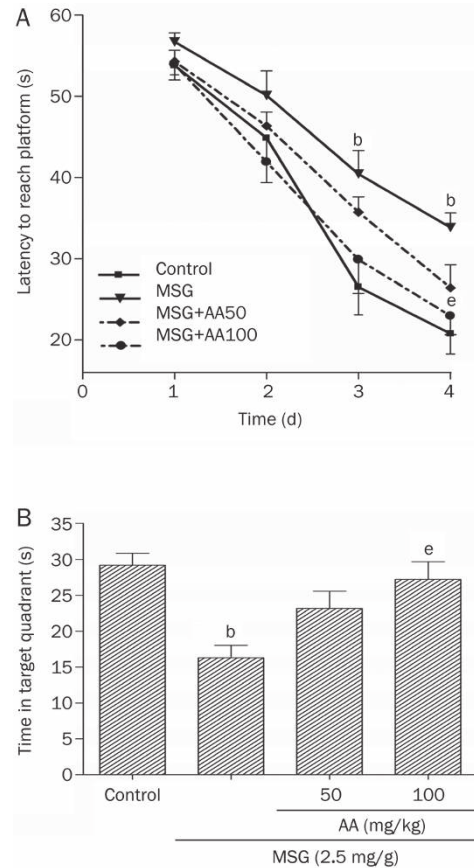 A
Latency to reach platform (s)
60
50
40
30
20
0
1
2
3
4
Time (d)
b
b
e
Control
MSG
MSG+AA50
MSG+AA100
B
Time in target quadrant (s)
35
30
25
20
15
10
5
0
b
e
Control
50
100
AA (mg/kg)
MSG (2.5 mg/g)